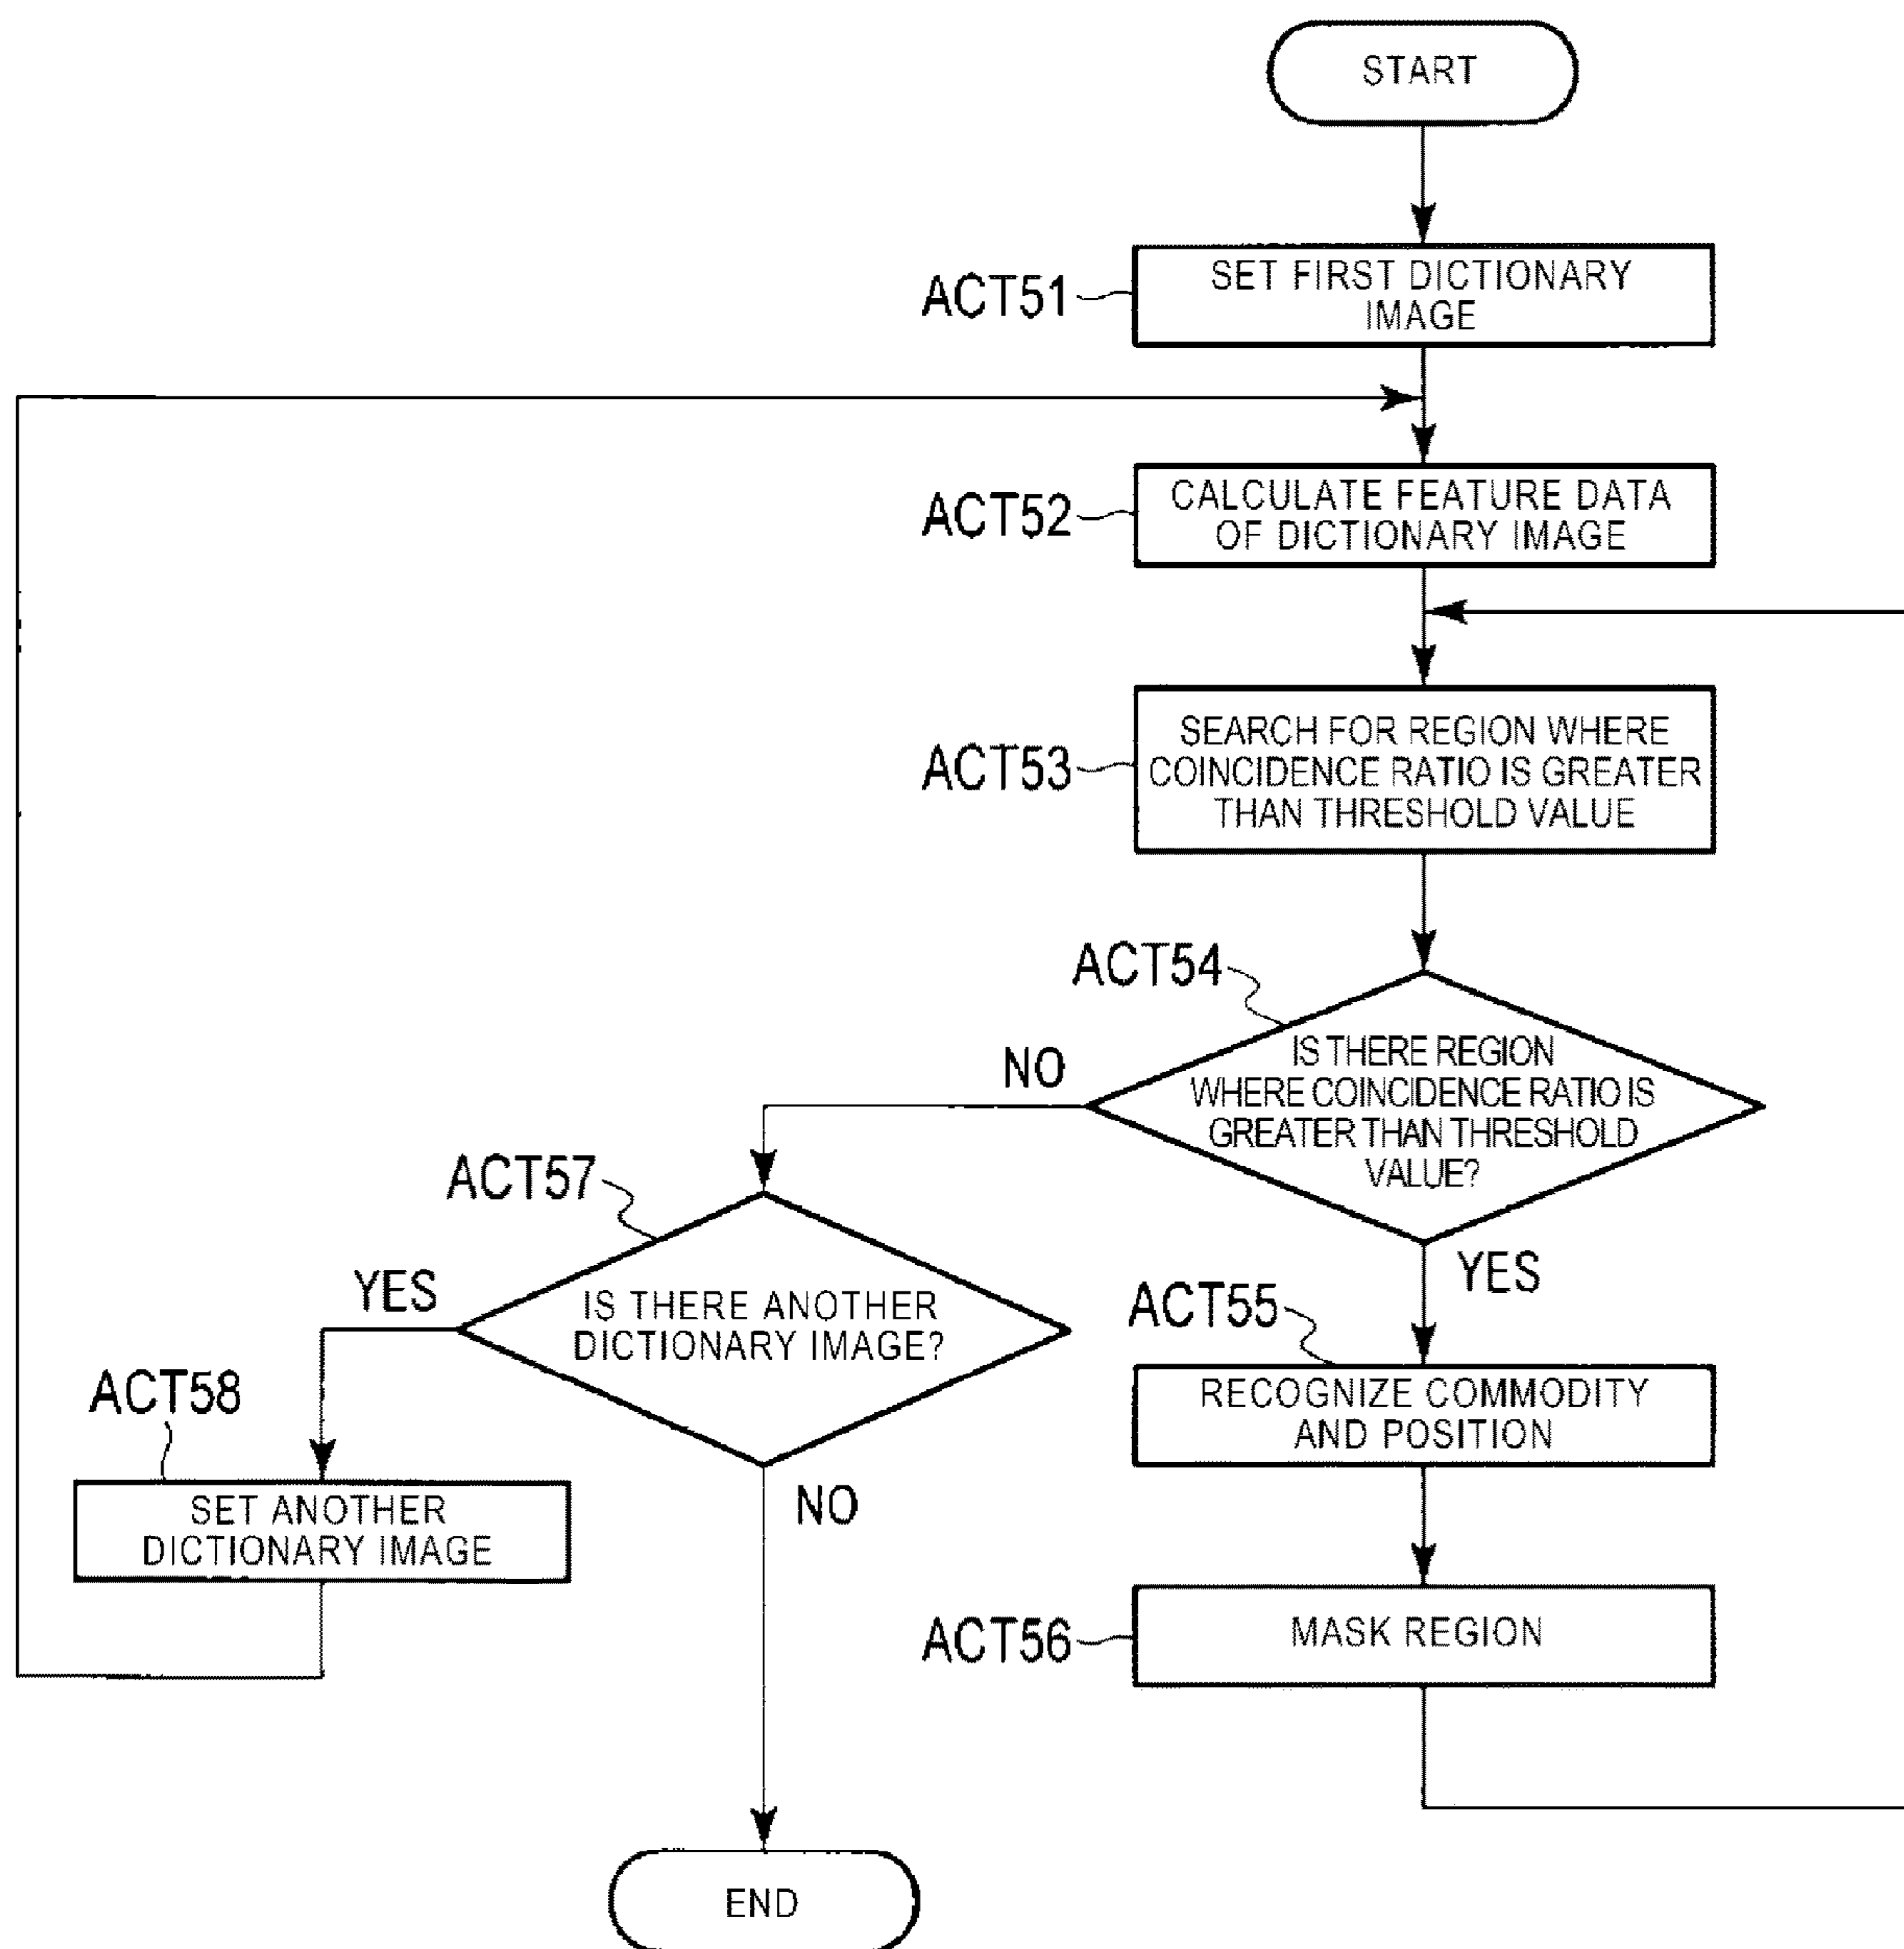 START
ACT51
SET FIRST DICTIONARY
IMAGE
ACT52
CALCULATE FEATURE DATA
OF DICTIONARY IMAGE
ACT53
SEARCH FOR REGION WHERE
COINCIDENCE RATIO IS GREATER
THAN THRESHOLD VALUE
ACT54
IS THERE REGION
WHERE COINCIDENCE RATIO IS
GREATER THAN THRESHOLD
VALUE?
NO
YES
ACT57
IS THERE ANOTHER
DICTIONARY IMAGE?
YES
NO
ACT55
RECOGNIZE COMMODITY
AND POSITION
ACT58
SET ANOTHER
DICTIONARY IMAGE
ACT56
MASK REGION
END